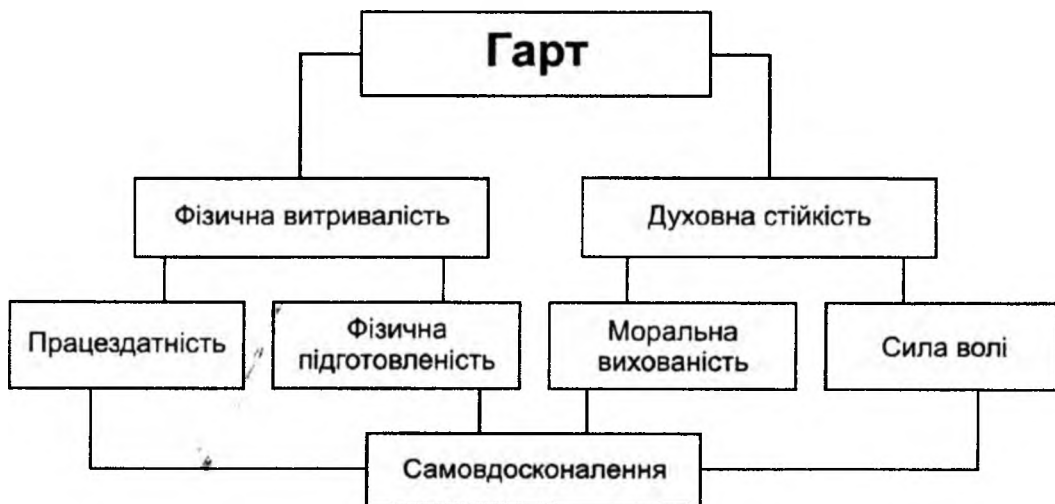 Гарт
Фізична витривалість
Духовна стійкість
Працездатність
Фізична
підготовленість
Моральна
вихованість
Сила волі
Самовдосконалення